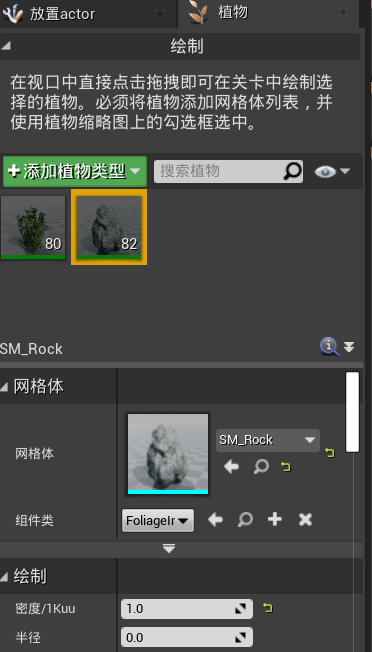 放置actor
植物
绘制
在视口中直接点击拖拽即可在关卡中绘制选
择的植物。必须将植物添加网格体列表，并
使用植物缩略图上的勾选框选中。
添加植物类型
搜索植物
80
82
SM_Rock
网格体
网格体
SM_Rock
组件类
FoliageIr
绘制
密度/1Kuu
1.0
半径
0.0